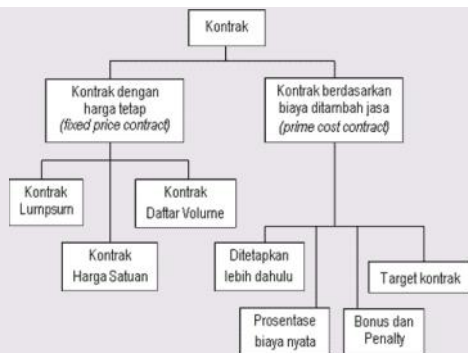 Kontrak
Kontrak dengan
harga tetap
(fixed price contract)
Kontrak berdasarkan
biaya ditambah jasa
(prime cost contract)
Kontrak
Lumpsum
Kontrak
Daftar Volume
Kontrak
Harga Satuan
Ditetapkan
lebih dahulu
Target kontrak
Prosentase
biaya nyata
Bonus dan
Penalty